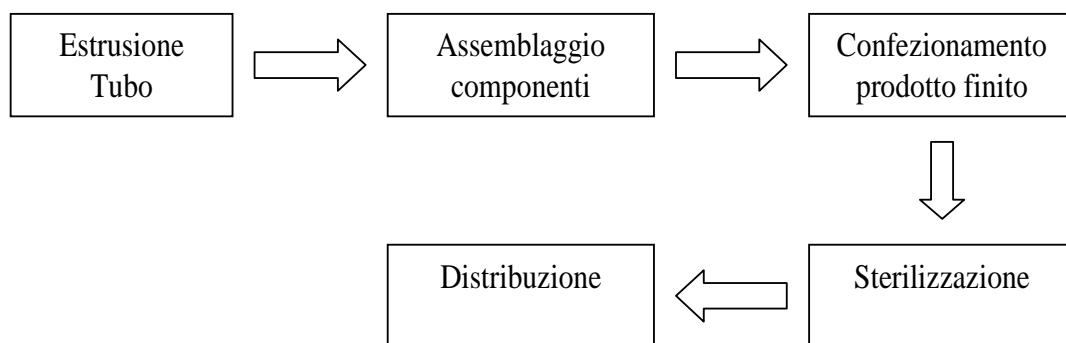 Estrusione
Tubo
Assemblaggio
componenti
Confezionamento
prodotto finito
Sterilizzazione
Distribuzione